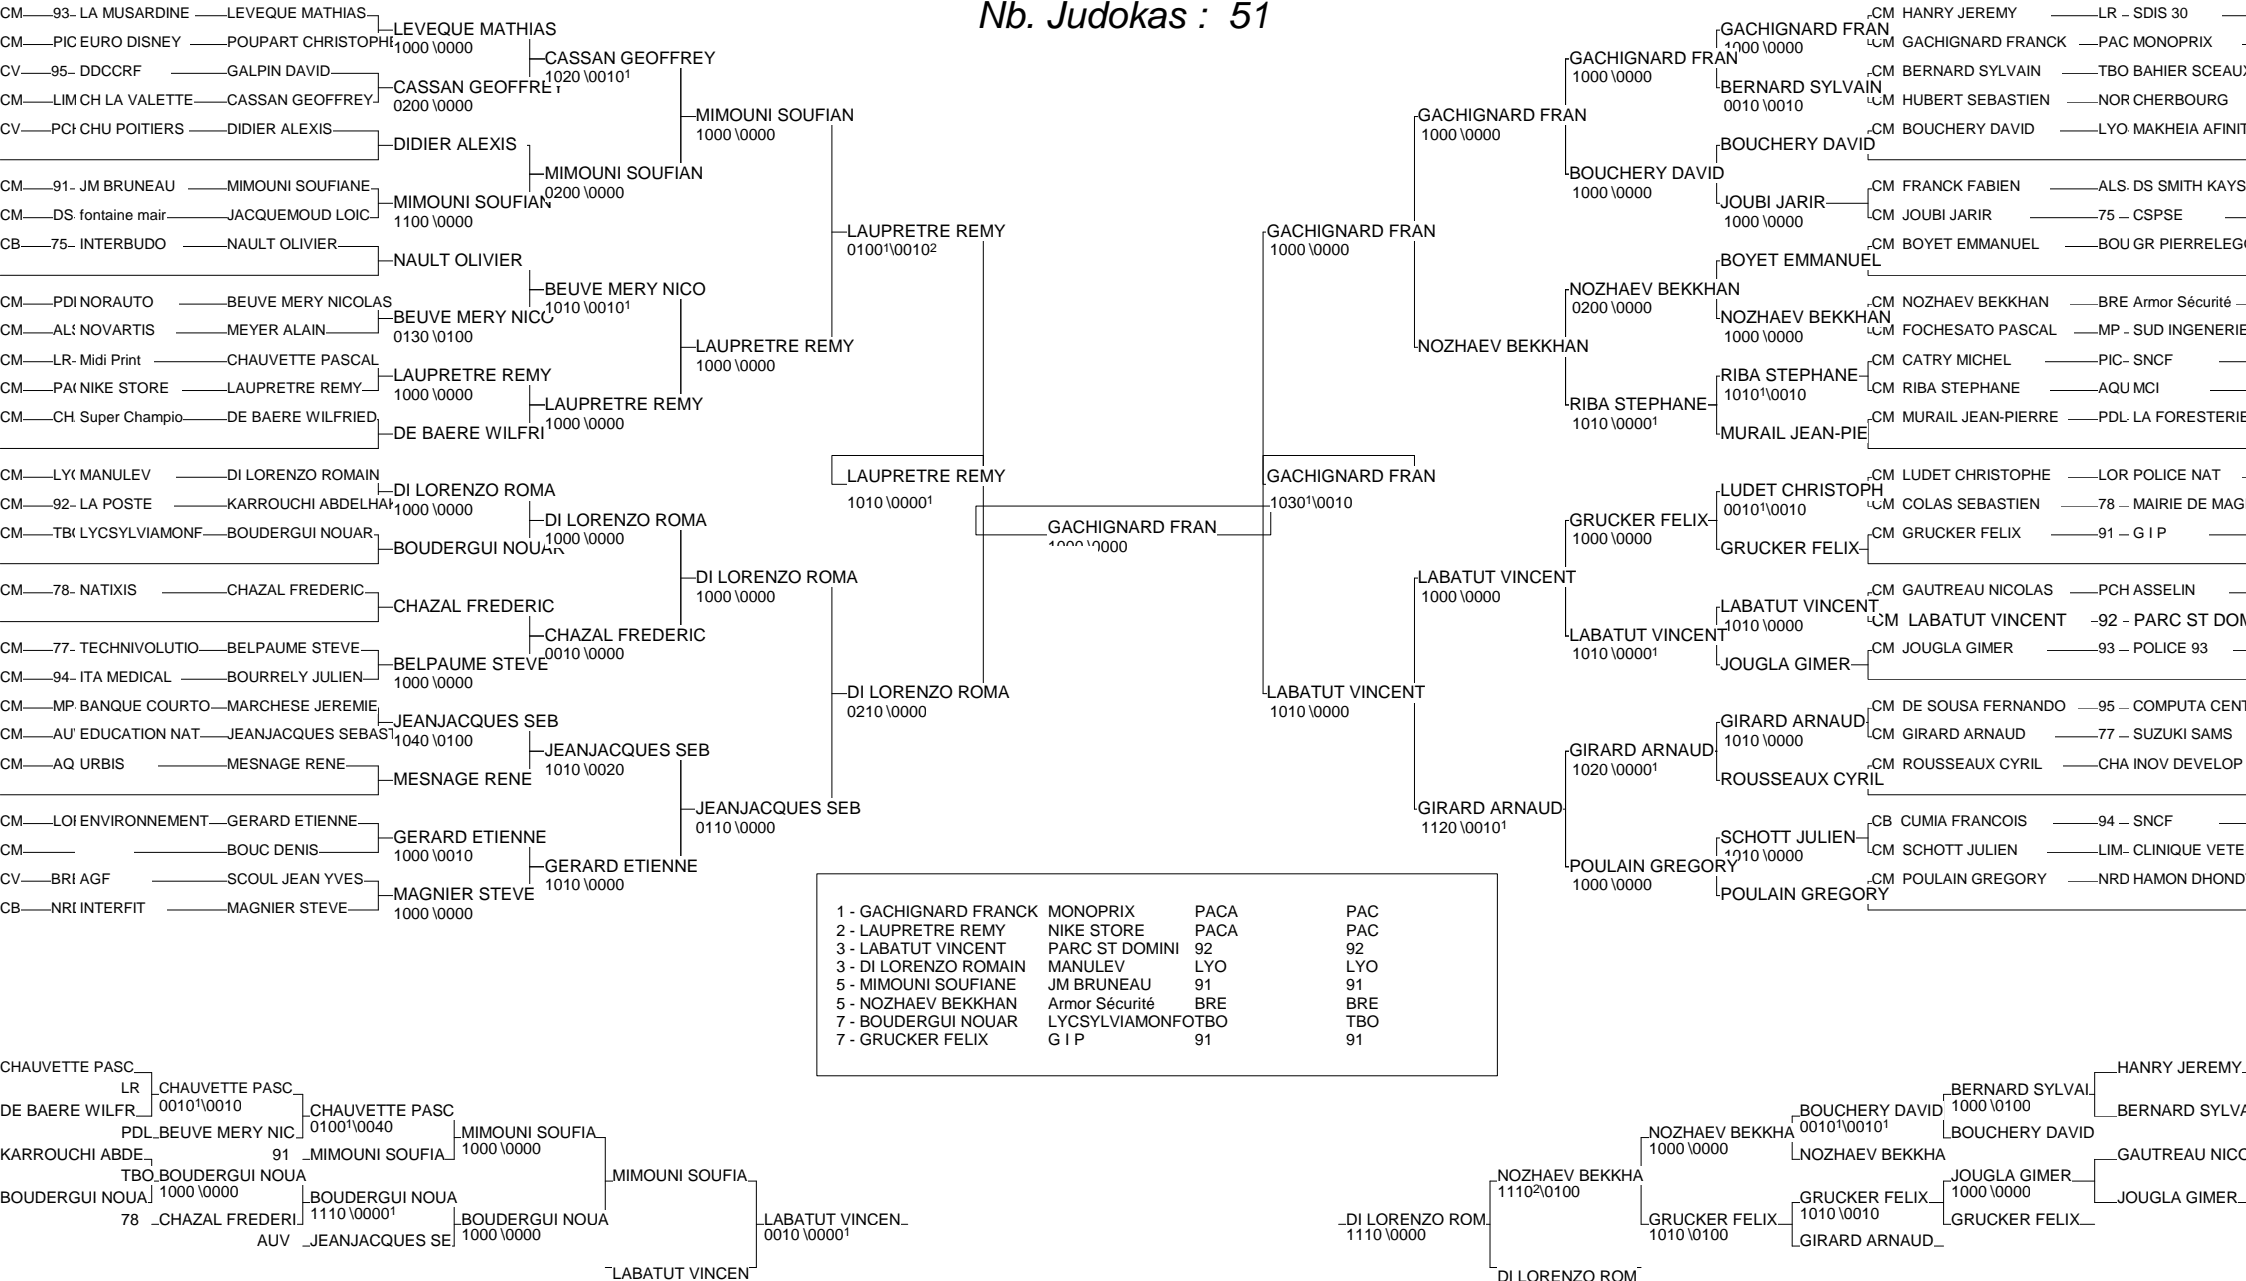 Nb. Judokas : 51
CM 93 LA MUSARDINE LEVEQUE MATHIAS
CM PIC EURO DISNEY POUPART CHRISTOPHE
CV 95 DDCCRF GALPIN DAVID
CM LIM CH LA VALETTE CASSAN GEOFFREY
CV PCH CHU POITIERS DIDIER ALEXIS
CM 91 JM BRUNEAU MIMOUNI SOUFIANE
CM DS fontaine mair JACQUEMOUD LOIC
CB 75 INTERBUDO NAULT OLIVIER
CM PDL NORAUTO BEUVE MERY NICOLAS
CM ALS NOVARTIS MEYER ALAIN
CM LR Midi Print CHAUVETTE PASCAL
CM PAC NIKE STORE LAUPRETRE REMY
CM CH Super Champio DE BAERE WILFRIED
CM LYO MANULEV DI LORENZO ROMAIN
CM 92 LA POSTE KARROUCHI ABDELHAK
CM TBO LYCSYLVIAMONF BOUDERGUI NOUAR
CM 78 NATIXIS CHAZAL FREDERIC
CM 77 TECHNIVOLUTIO BELPAUME STEVE
CM 94 ITA MEDICAL BOURRELY JULIEN
CM MP BANQUE COURTO MARCHESE JEREMIE
CM AUV EDUCATION NAT JEANJACQUES SEBAST
CM AQ URBIS MESNAGE RENE
CM LOR ENVIRONNEMENT GERARD ETIENNE
CM BOUC DENIS
CV BRE AGF SCOUL JEAN YVES
CB NRD INTERFIT MAGNIER STEVE
LEVEQUE MATHIAS
1000 \0000
CASSAN GEOFFREY
0200 \0000
DIDIER ALEXIS
MIMOUNI SOUFIAN
1100 \0000
NAULT OLIVIER
BEUVE MERY NICO
0130 \0100
LAUPRETRE REMY
1000 \0000
DE BAERE WILFRI
DI LORENZO ROMA
1000 \0000
BOUDERGUI NOUAR
CHAZAL FREDERIC
BELPAUME STEVE
1000 \0000
JEANJACQUES SEB
1040 \0100
MESNAGE RENE
GERARD ETIENNE
1000 \0010
MAGNIER STEVE
1000 \0000
CASSAN GEOFFREY
1020 \0010¹
MIMOUNI SOUFIAN
0200 \0000
BEUVE MERY NICO
1010 \0010¹
LAUPRETRE REMY
1000 \0000
DI LORENZO ROMA
1000 \0000
CHAZAL FREDERIC
0010 \0000
JEANJACQUES SEB
1010 \0020
GERARD ETIENNE
1010 \0000
MIMOUNI SOUFIAN
1000 \0000
LAUPRETRE REMY
1000 \0000
DI LORENZO ROMA
1000 \0000
JEANJACQUES SEB
0110 \0000
LAUPRETRE REMY
0100¹\0010²
DI LORENZO ROMA
0210 \0000
LAUPRETRE REMY
1010 \0000¹
GACHIGNARD FRAN
1000 \0000
GACHIGNARD FRAN
1030¹\0010
GACHIGNARD FRAN
1000 \0000
LABATUT VINCENT
1010 \0000
GACHIGNARD FRAN
1000 \0000
NOZHAEV BEKKHAN
LABATUT VINCENT
1000 \0000
GIRARD ARNAUD
1120 \0010¹
GACHIGNARD FRAN
1000 \0000
BOUCHERY DAVID
1000 \0000
NOZHAEV BEKKHAN
0200 \0000
RIBA STEPHANE
1010 \0000¹
GRUCKER FELIX
1000 \0000
LABATUT VINCENT
1010 \0000¹
GIRARD ARNAUD
1020 \0000¹
POULAIN GREGORY
1000 \0000
GACHIGNARD FRAN
1000 \0000
BERNARD SYLVAIN
0010 \0010
BOUCHERY DAVID
JOUBI JARIR
1000 \0000
BOYET EMMANUEL
NOZHAEV BEKKHAN
1000 \0000
RIBA STEPHANE
1010¹\0010
MURAIL JEAN-PIE
LUDET CHRISTOPH
0010¹\0010
GRUCKER FELIX
LABATUT VINCENT
1010 \0000
JOUGLA GIMER
GIRARD ARNAUD
1010 \0000
ROUSSEAUX CYRIL
SCHOTT JULIEN
1010 \0000
POULAIN GREGORY
CM HANRY JEREMY LR SDIS 30
CM GACHIGNARD FRANCK PAC MONOPRIX
CM BERNARD SYLVAIN TBO BAHIER SCEAUX
CM HUBERT SEBASTIEN NOR CHERBOURG
CM BOUCHERY DAVID LYO MAKHEIA AFINIT
CM FRANCK FABIEN ALS DS SMITH KAYS
CM JOUBI JARIR 75 CSPSE
CM BOYET EMMANUEL BOU GR PIERRELEGO
CM NOZHAEV BEKKHAN BRE Armor Sécurité
CM FOCHESATO PASCAL MP SUD INGENERIE
CM CATRY MICHEL PIC SNCF
CM RIBA STEPHANE AQU MCI
CM MURAIL JEAN-PIERRE PDL LA FORESTERIE
CM LUDET CHRISTOPHE LOR POLICE NAT
CM COLAS SEBASTIEN 78 MAIRIE DE MAG
CM GRUCKER FELIX 91 G I P
CM GAUTREAU NICOLAS PCH ASSELIN
CM LABATUT VINCENT 92 PARC ST DOM
CM JOUGLA GIMER 93 POLICE 93
CM DE SOUSA FERNANDO 95 COMPUTA CENT
CM GIRARD ARNAUD 77 SUZUKI SAMS
CM ROUSSEAUX CYRIL CHA INOV DEVELOP
CB CUMIA FRANCOIS 94 SNCF
CM SCHOTT JULIEN LIM CLINIQUE VETE
CM POULAIN GREGORY NRD HAMON DHOND
1 - GACHIGNARD FRANCK MONOPRIX PACA PAC
2 - LAUPRETRE REMY NIKE STORE PACA PAC
3 - LABATUT VINCENT PARC ST DOMINI 92 92
3 - DI LORENZO ROMAIN MANULEV LYO LYO
5 - MIMOUNI SOUFIANE JM BRUNEAU 91 91
5 - NOZHAEV BEKKHAN Armor Sécurité BRE BRE
7 - BOUDERGUI NOUAR LYCSYLVIAMONFO TBO TBO
7 - GRUCKER FELIX G I P 91 91
CHAUVETTE PASC
LR
DE BAERE WILFR
PDL
KARROUCHI ABDE
TBO
BOUDERGUI NOUA
78
CHAUVETTE PASC
0010¹\0010
BEUVE MERY NIC
91
BOUDERGUI NOUA
1000 \0000
CHAZAL FREDERI
AUV
CHAUVETTE PASC
0100¹\0040
MIMOUNI SOUFIA
BOUDERGUI NOUA
1110 \0000¹
JEANJACQUES SE
MIMOUNI SOUFIA
1000 \0000
BOUDERGUI NOUA
1000 \0000
MIMOUNI SOUFIA
LABATUT VINCEN
LABATUT VINCEN
0010 \0000¹
DI LORENZO ROM
1110 \0000
NOZHAEV BEKKHA
1110²\0100
DI LORENZO ROM
NOZHAEV BEKKHA
1000 \0000
GRUCKER FELIX
1010 \0100
BOUCHERY DAVID
0010¹\0010¹
NOZHAEV BEKKHA
GRUCKER FELIX
1010 \0010
GIRARD ARNAUD
BERNARD SYLVAI
1000 \0100
BOUCHERY DAVID
JOUGLA GIMER
1000 \0000
GRUCKER FELIX
HANRY JEREMY
BERNARD SYLVA
GAUTREAU NICO
JOUGLA GIMER